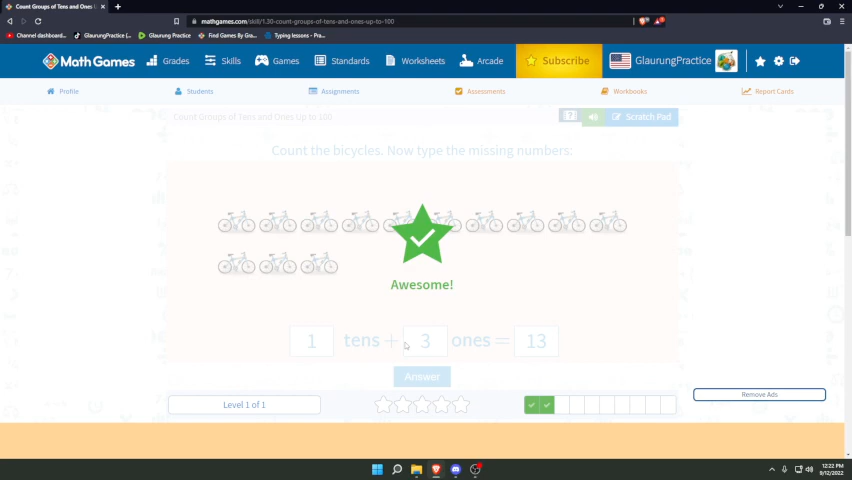 Count Groups of Tens and Ones U
mathgames.com/skill/1.30-count-groups-of-tens-and-ones-up-to-100
Channel dashboard... GlaurungPractice (... Glaurung Practice Find Games By Gra... Typing lessons - Pra...
Math Games Grades Skills Games Standards Worksheets Arcade Subscribe GlaurungPractice
Profile Students Assignments Assessments Workbooks Report Cards
Count Groups of Tens and Ones Up to 100 Scratch Pad
Count the bicycles. Now type the missing numbers:
Awesome!
1 tens + 3 ones = 13
Answer
Level 1 of 1
Remove Ads
12:22 PM
9/12/2022